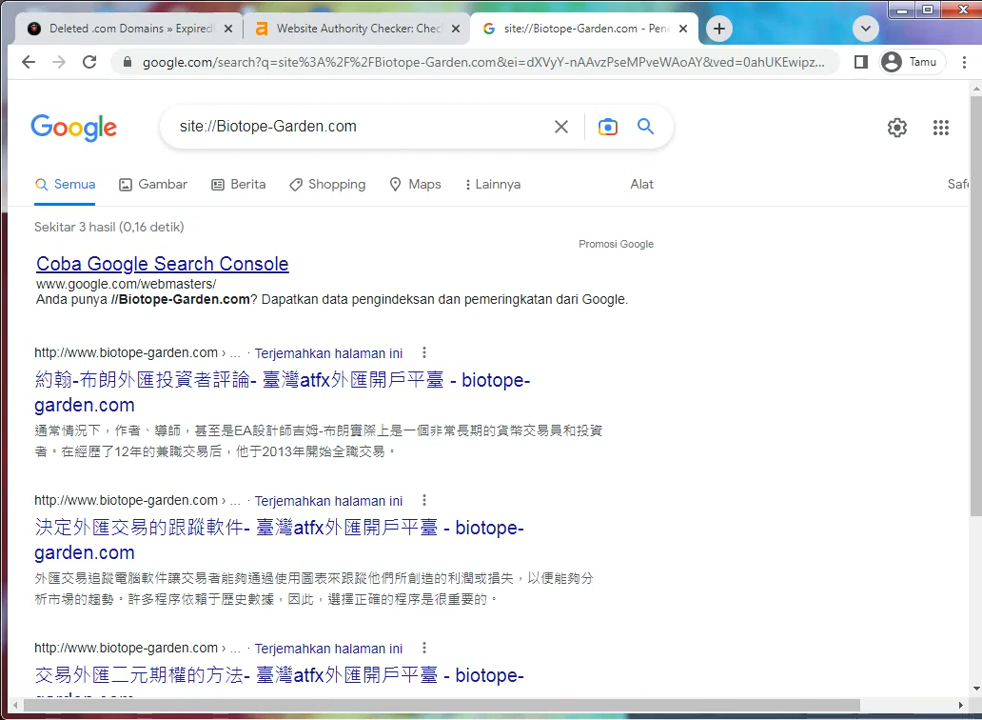 Deleted .com Domains » Expired
Website Authority Checker: Chec
site://Biotope-Garden.com - Pen
google.com/search?q=site%3A%2F%2FBiotope-Garden.com&ei=dXVyY-nAAvzPseMPveWAoAY&ved=0ahUKEwipz...
Tamu
Google
site://Biotope-Garden.com
Semua
Gambar
Berita
Shopping
Maps
Lainnya
Alat
Safe
Sekitar 3 hasil (0,16 detik)
Promosi Google
Coba Google Search Console
www.google.com/webmasters/
Anda punya //Biotope-Garden.com? Dapatkan data pengindeksan dan pemeringkatan dari Google.
http://www.biotope-garden.com › ... · Terjemahkan halaman ini
約翰-布朗外匯投資者評論- 臺灣atfx外匯開戶平臺 - biotope-
garden.com
通常情況下，作者、導師，甚至是EA設計師吉姆-布朗實際上是一個非常長期的貨幣交易員和投資
者。在經歷了12年的兼職交易后，他于2013年開始全職交易。
http://www.biotope-garden.com › ... · Terjemahkan halaman ini
決定外匯交易的跟蹤軟件- 臺灣atfx外匯開戶平臺 - biotope-
garden.com
外匯交易追蹤電腦軟件讓交易者能夠通過使用圖表來跟蹤他們所創造的利潤或損失，以便能夠分
析市場的趨勢。許多程序依賴于歷史數據，因此，選擇正確的程序是很重要的。
http://www.biotope-garden.com › ... · Terjemahkan halaman ini
交易外匯二元期權的方法- 臺灣atfx外匯開戶平臺 - biotope-
garden.com